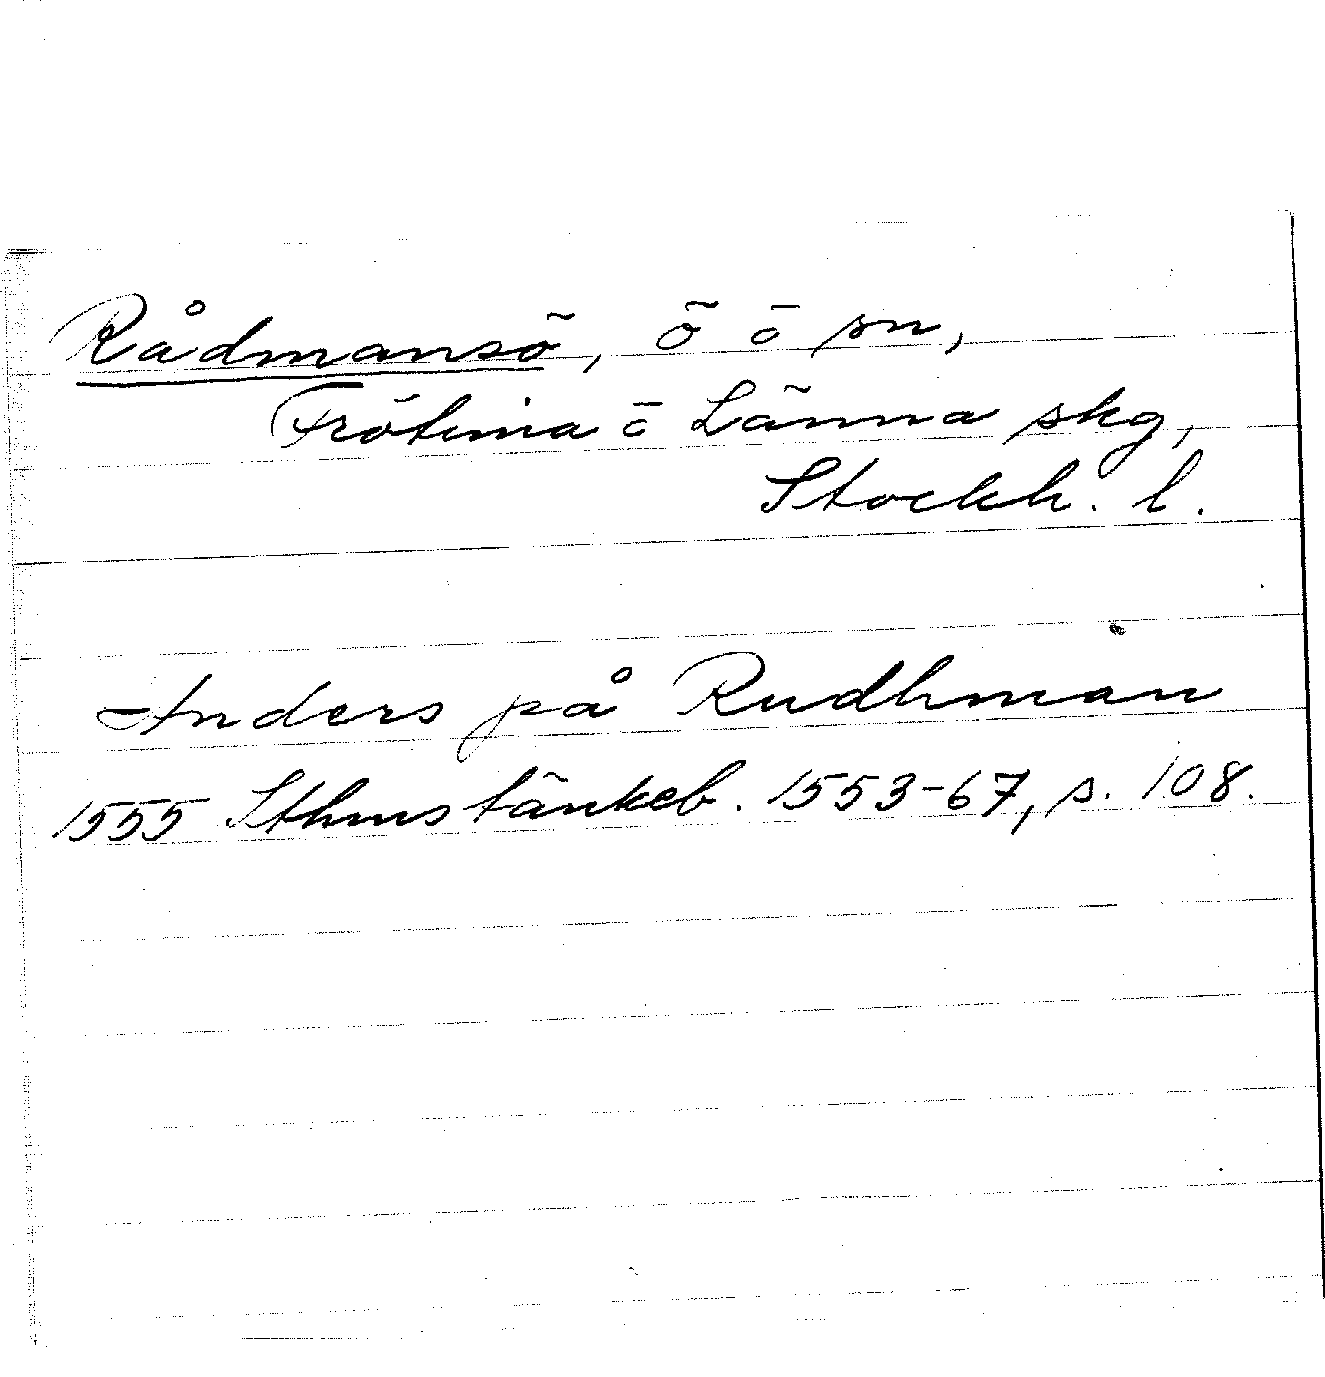 Rådmansö, ö o sn,
Frötuna o Länna skg,
Stockh. l.
Anders på Rudhman
1555 Sthms tänkeb. 1553-67, s. 108.